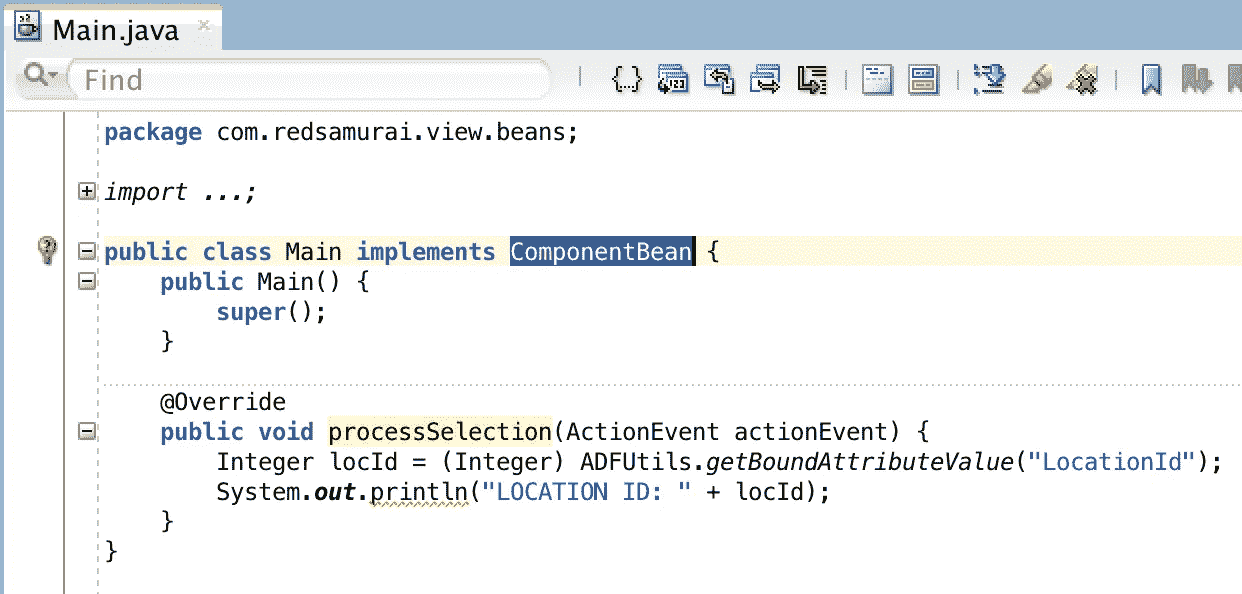 Main.java
Find
package com.redsamurai.view.beans;
import ...;
public class Main implements ComponentBean {
public Main() {
super();
}
@Override
public void processSelection(ActionEvent actionEvent) {
Integer locId = (Integer) ADFUtils.getBoundAttributeValue("LocationId");
System.out.println("LOCATION ID: " + locId);
}
}